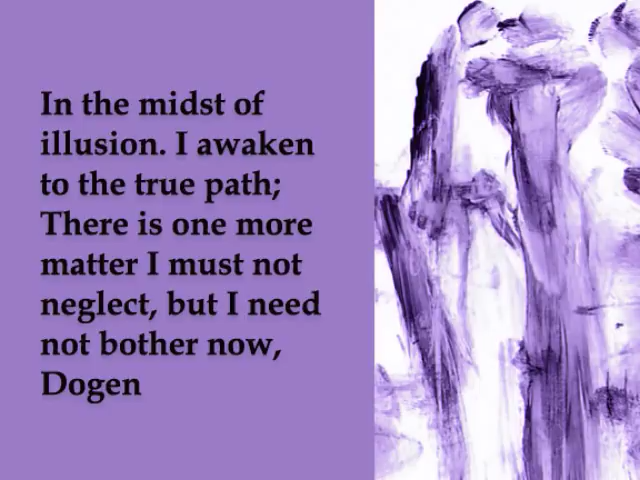 In the midst of
illusion. I awaken
to the true path;
There is one more
matter I must not
neglect, but I need
not bother now,
Dogen